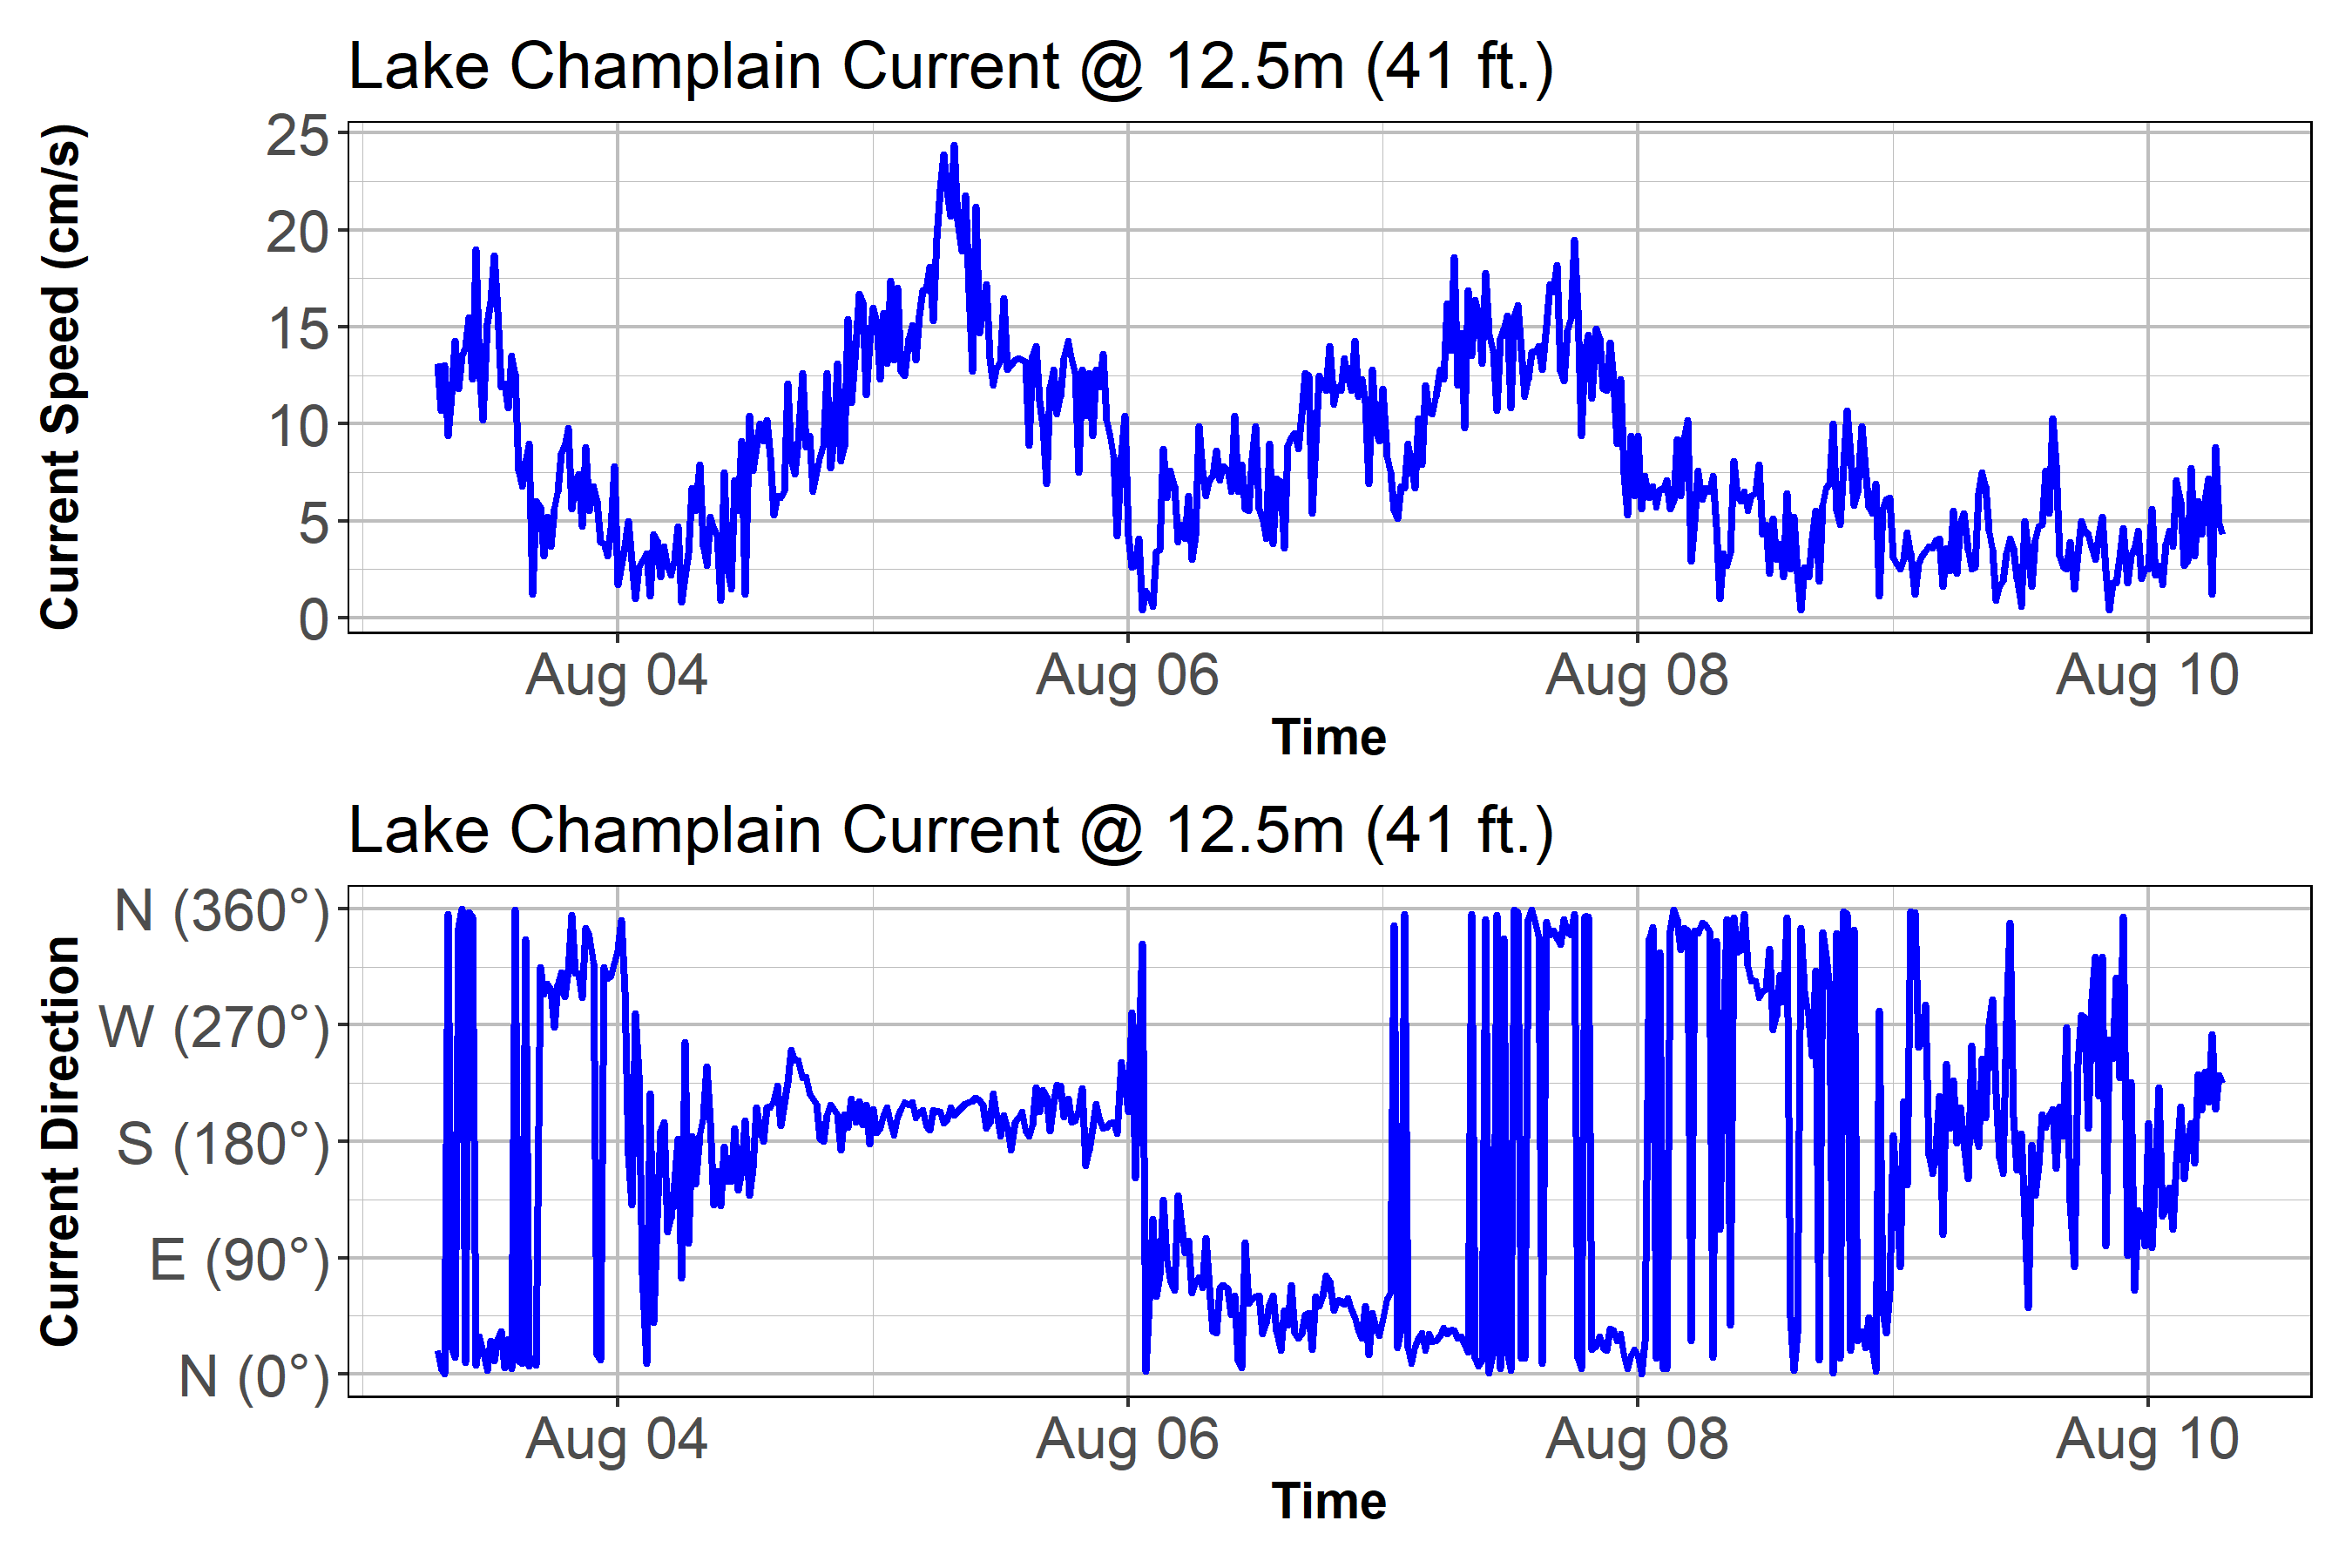 Lake Champlain Current @ 12.5m (41 ft.)
Current Speed (cm/s)
25
20
15
10
5
0
Aug 04
Aug 06
Aug 08
Aug 10
Time
Lake Champlain Current @ 12.5m (41 ft.)
Current Direction
N (360°)
W (270°)
S (180°)
E (90°)
N (0°)
Aug 04
Aug 06
Aug 08
Aug 10
Time